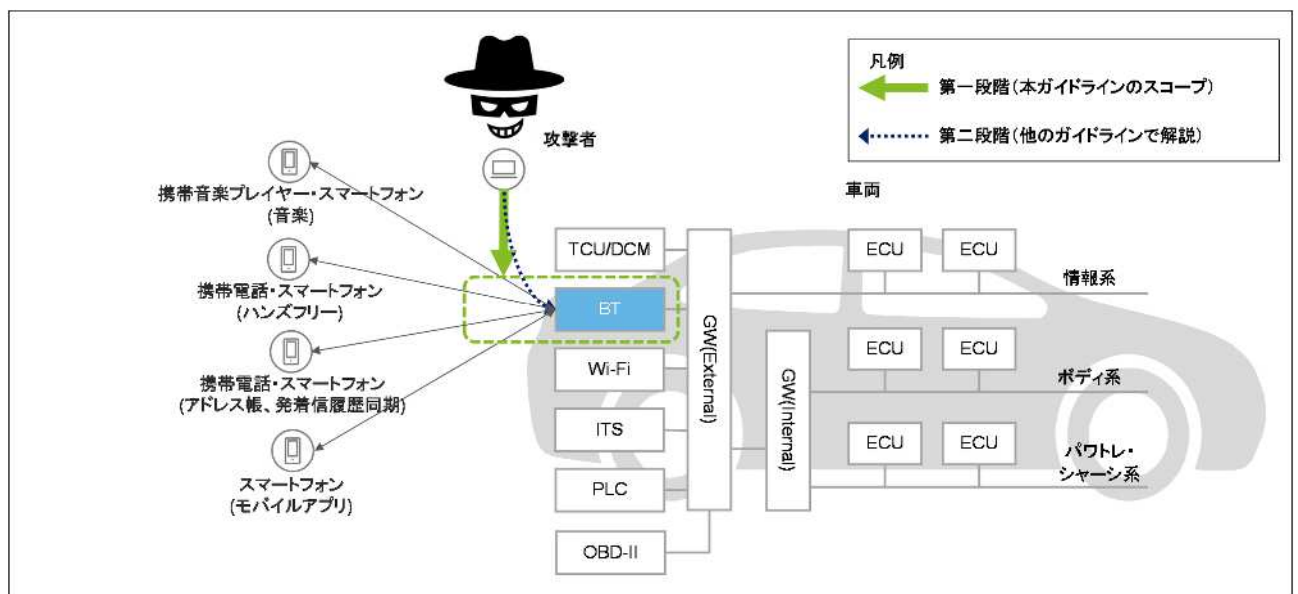 凡例
第一段階(本ガイドラインのスコープ)
第二段階(他のガイドラインで解説)
攻撃者
車両
携帯音楽プレイヤー・スマートフォン
(音楽)
携帯電話・スマートフォン
(ハンズフリー)
携帯電話・スマートフォン
(アドレス帳、発着信履歴同期)
スマートフォン
(モバイルアプリ)
TCU/DCM
BT
Wi-Fi
ITS
PLC
OBD-II
GW(External)
GW(Internal)
ECU
ECU
情報系
ECU
ECU
ボディ系
ECU
ECU
パワトレ・
シャーシ系